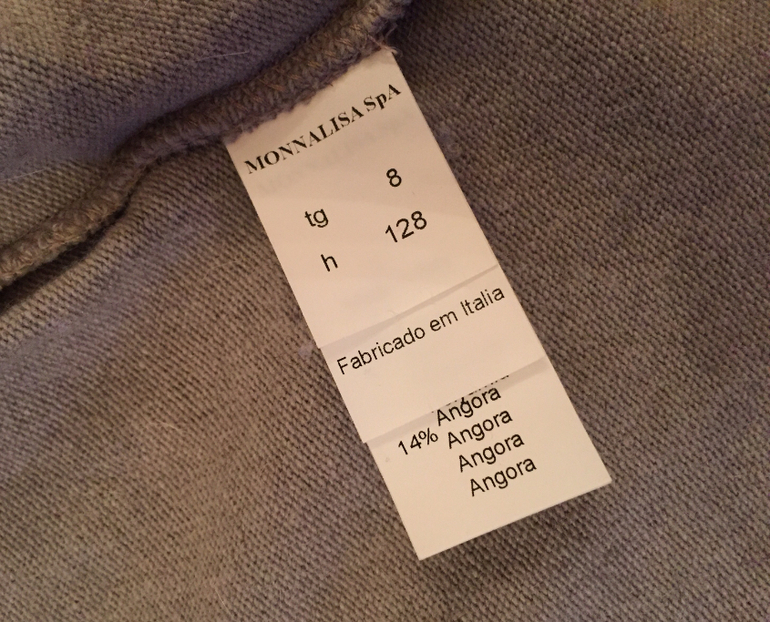 MONNALISA SpA
tg 8
h 128
Fabricado em Italia
Angora
14% Angora
Angora
Angora